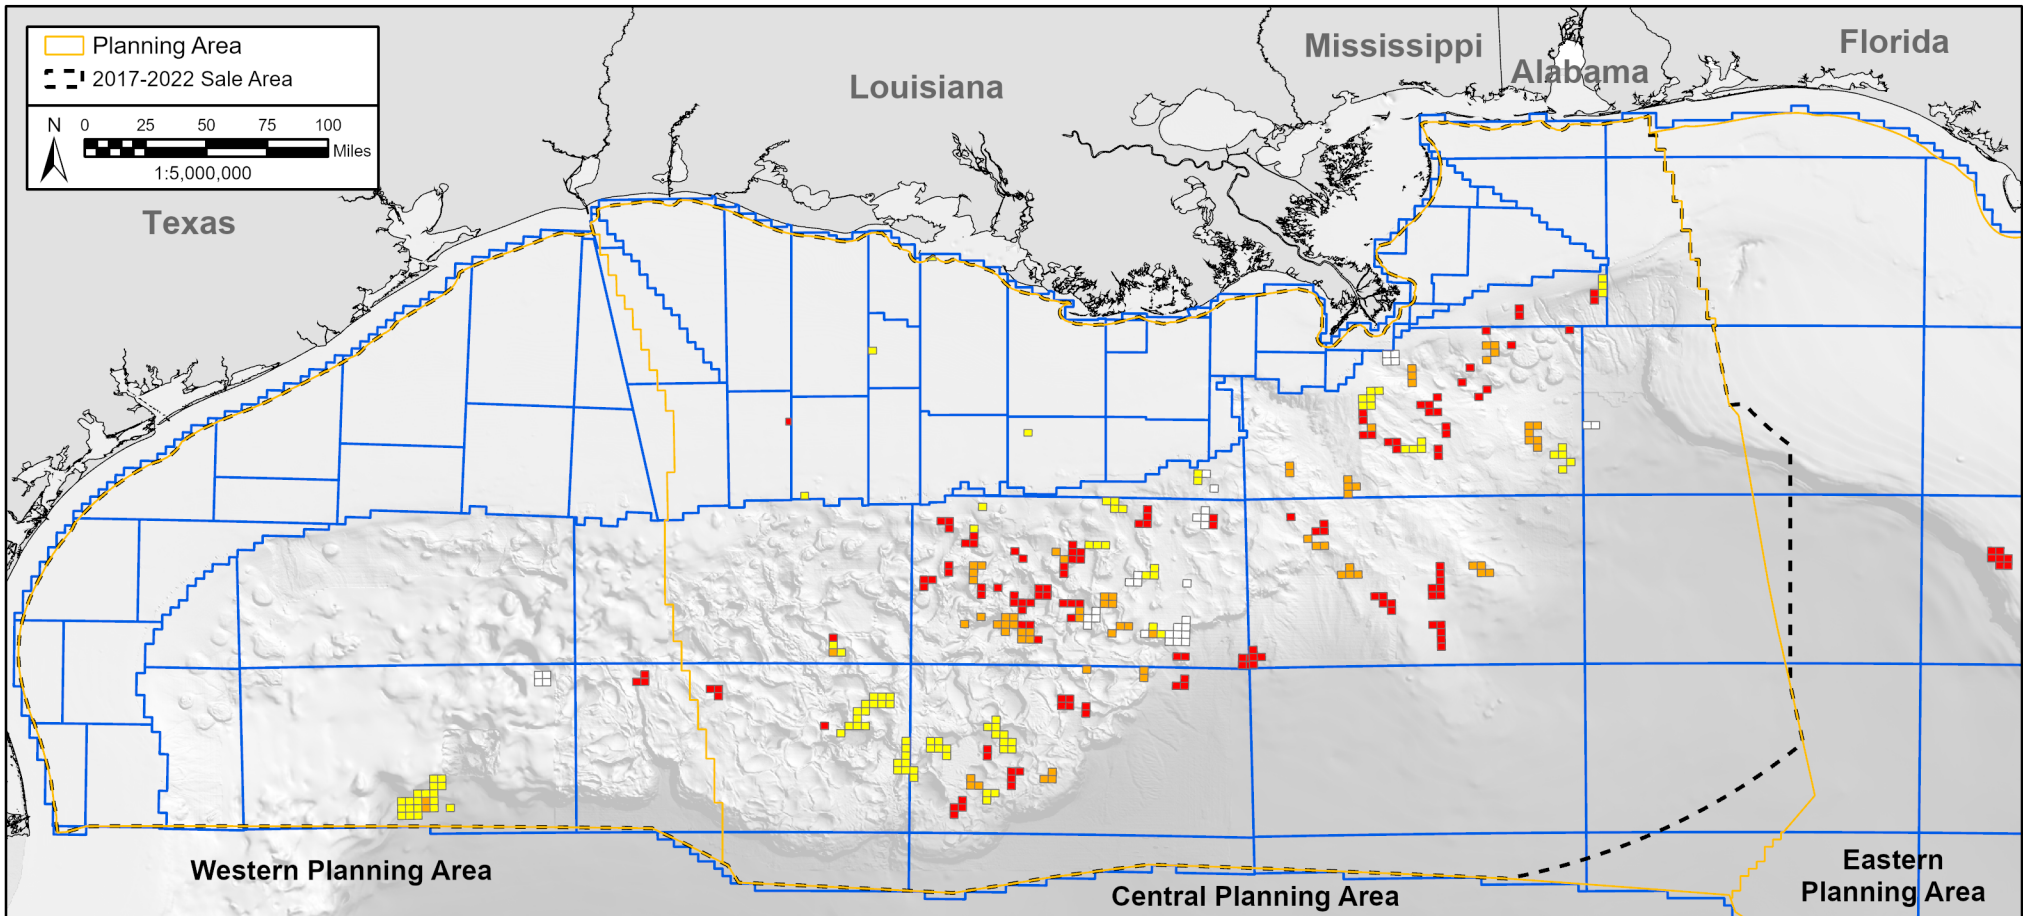 Planning Area
2017-2022 Sale Area
N
0 25 50 75 100
Miles
1:5,000,000
Texas
Louisiana
Mississippi
Alabama
Florida
Western Planning Area
Central Planning Area
Eastern
Planning Area